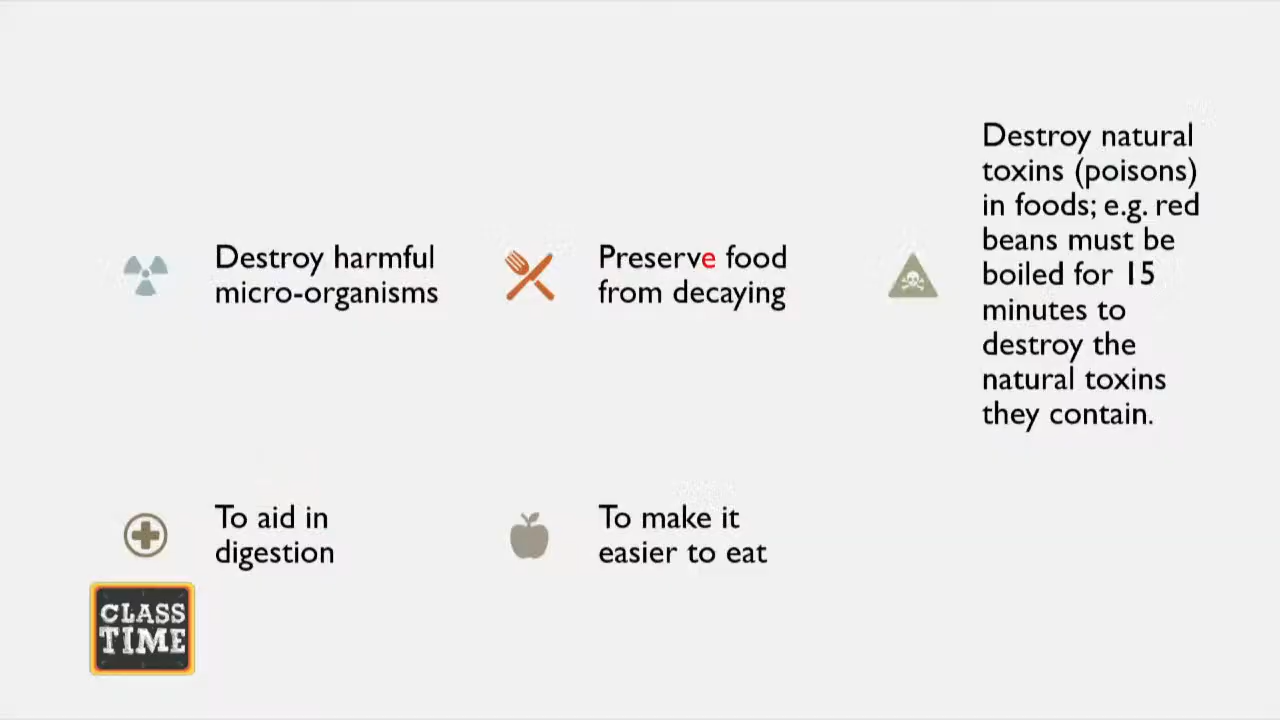 Destroy harmful
micro-organisms
Preserve food
from decaying
Destroy natural
toxins (poisons)
in foods; e.g. red
beans must be
boiled for 15
minutes to
destroy the
natural toxins
they contain.
To aid in
digestion
To make it
easier to eat
CLASS
TIME